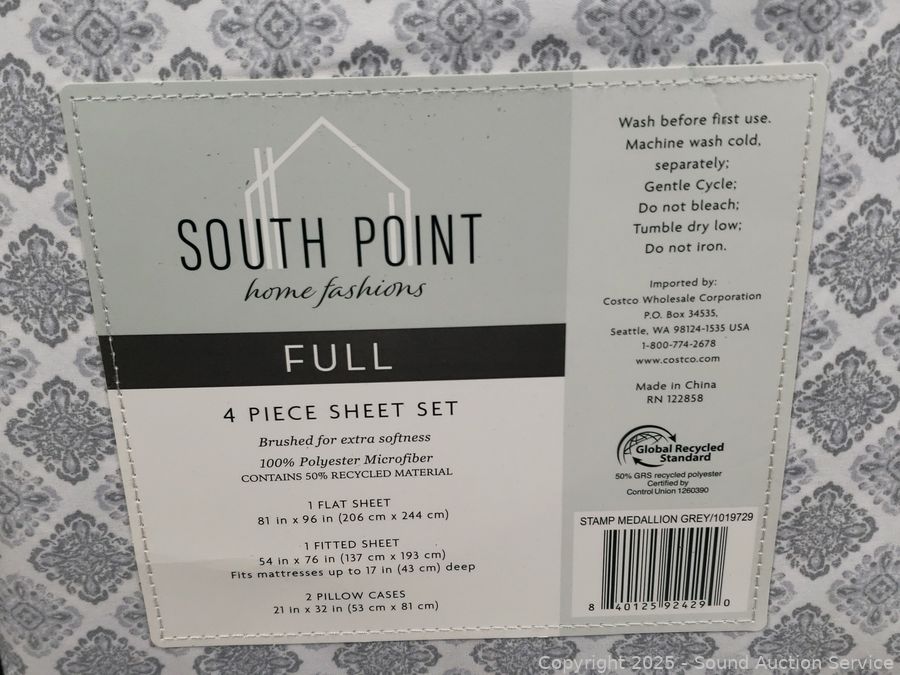 SOUTH POINT
home fashions
FULL
4 PIECE SHEET SET
Brushed for extra softness
100% Polyester Microfiber
CONTAINS 50% RECYCLED MATERIAL
1 FLAT SHEET
81 in x 96 in (206 cm x 244 cm)
1 FITTED SHEET
54 in x 76 in (137 cm x 193 cm)
Fits mattresses up to 17 in (43 cm) deep
2 PILLOW CASES
21 in x 32 in (53 cm x 81 cm)
Wash before first use.
Machine wash cold,
separately;
Gentle Cycle;
Do not bleach;
Tumble dry low;
Do not iron.
Imported by:
Costco Wholesale Corporation
P.O. Box 34535,
Seattle, WA 98124-1535 USA
1-800-774-2678
www.costco.com
Made in China
RN 122858
Global Recycled
Standard
50% GRS recycled polyester
Certified by
Control Union 1260390
STAMP MEDALLION GREY/1019729
8 40125 92429 0
Copyright 2025 - Sound Auction Service